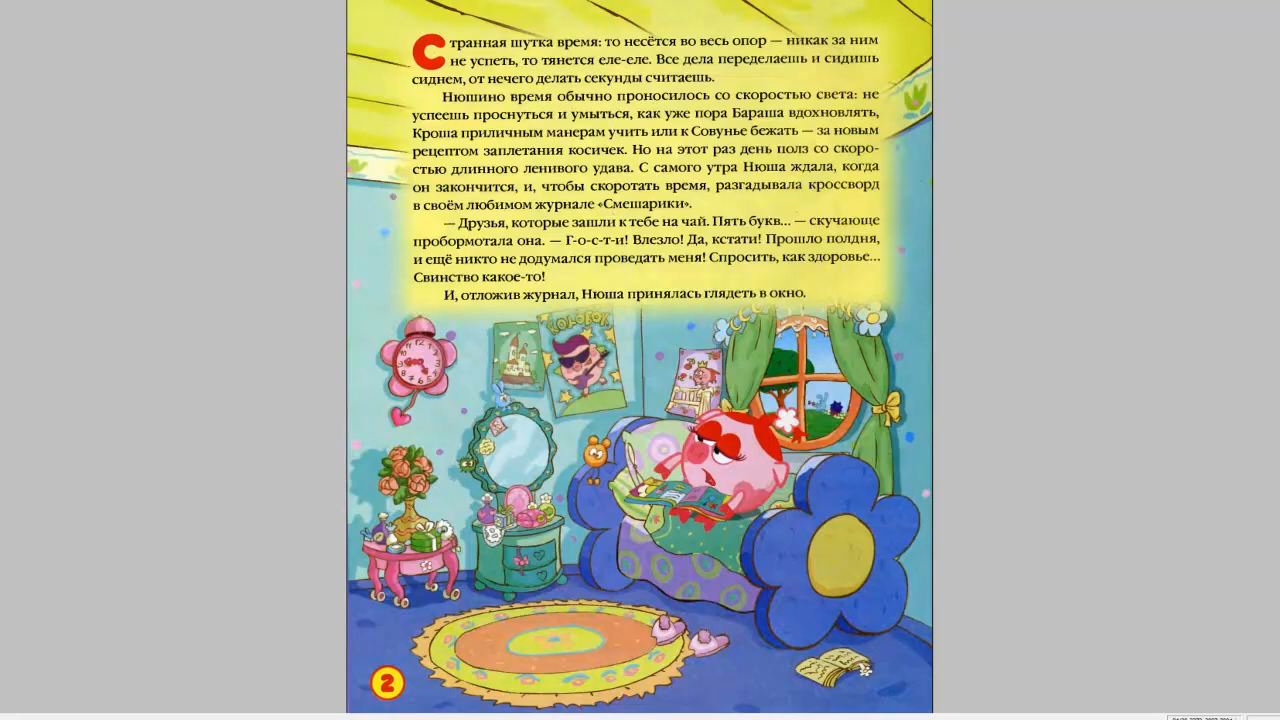 Странная шутка время: то несётся во весь опор — никак за ним
не успеть, то тянется еле-еле. Все дела переделаешь и сидишь
сиднем, от нечего делать секунды считаешь.
Нюшино время обычно проносилось со скоростью света: не
успеешь проснуться и умыться, как уже пора Бараша вдохновлять,
Кроша приличным манерам учить или к Совунье бежать — за новым
рецептом заплетания косичек. Но на этот раз день полз со скоро-
стью длинного ленивого удава. С самого утра Нюша ждала, когда
он закончится, и, чтобы скоротать время, разгадывала кроссворд
в своём любимом журнале «Смешарики».
— Друзья, которые зашли к тебе на чай. Пять букв... — скучающе
пробормотала она. — Г-о-с-т-и! Влезло! Да, кстати! Прошло полдня,
и ещё никто не додумался проведать меня! Спросить, как здоровье...
Свинство какое-то!
И, отложив журнал, Нюша принялась глядеть в окно.
KOLOFOK
2